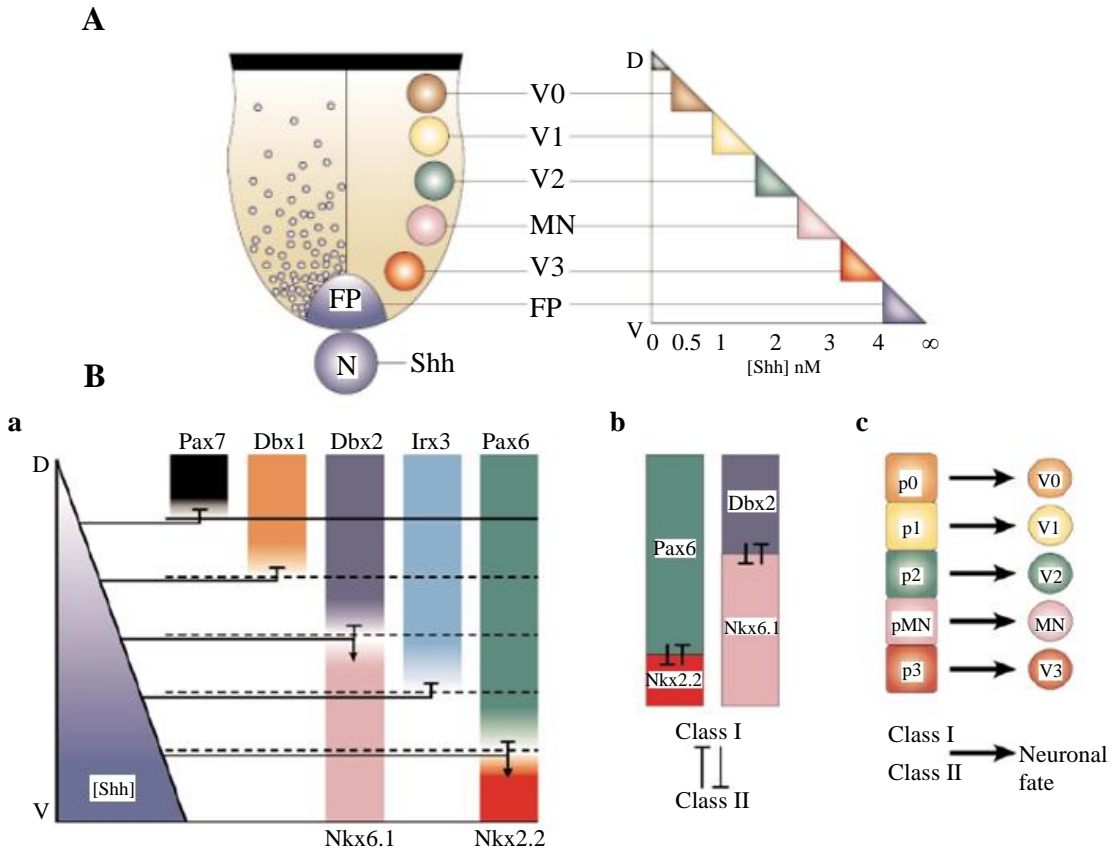 A
D
V0
V1
V2
MN
V3
FP
FP
V
0 0.5 1 2 3 4 ∞
[Shh] nM
N
Shh
B
a
b
c
Pax7 Dbx1 Dbx2 Irx3 Pax6
D
[Shh]
V
Nkx6.1 Nkx2.2
Dbx2
Pax6
Nkx6.1
Nkx2.2
Class I
Class II
p0 V0
p1 V1
p2 V2
pMN MN
p3 V3
Class I
Class II
Neuronal
fate